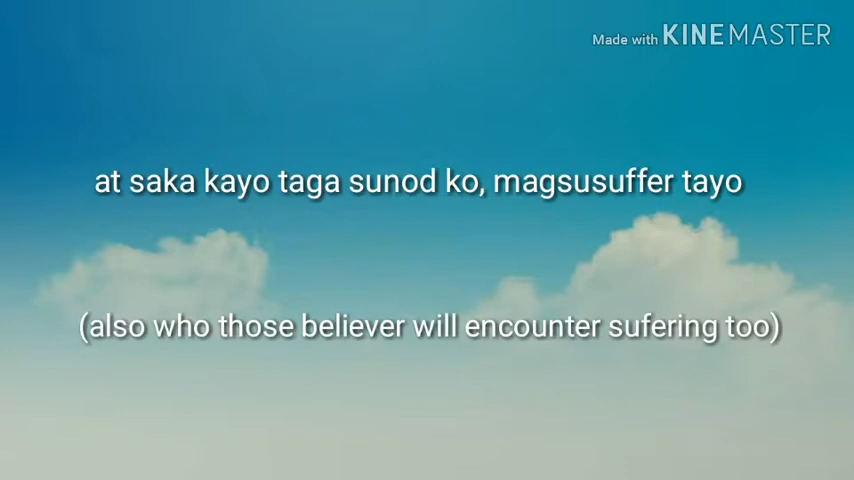 Made with KINEMASTER
at saka kayo taga sunod ko, magsusuffer tayo
(also who those believer will encounter sufering too)